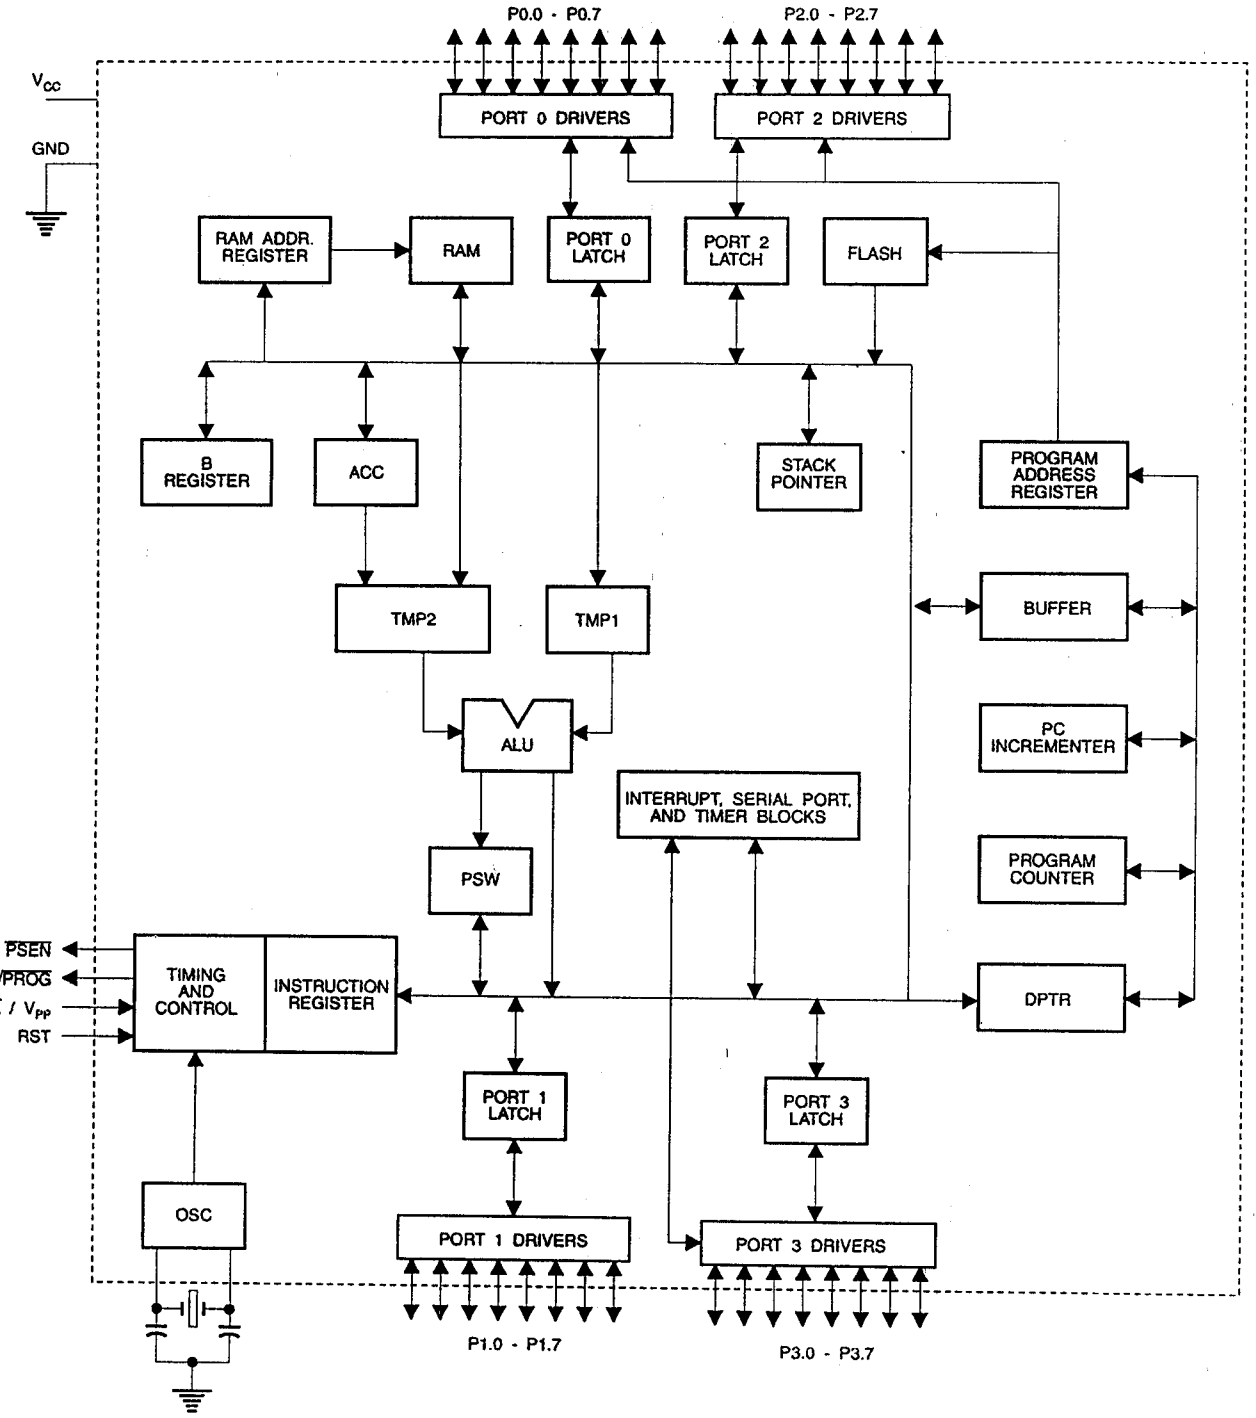 P0.0 - P0.7
P2.0 - P2.7
VCC
GND
PORT 0 DRIVERS
PORT 2 DRIVERS
RAM ADDR.
REGISTER
RAM
PORT 0
LATCH
PORT 2
LATCH
FLASH
B
REGISTER
ACC
STACK
POINTER
PROGRAM
ADDRESS
REGISTER
TMP2
TMP1
BUFFER
ALU
PC
INCREMENTER
INTERRUPT, SERIAL PORT,
AND TIMER BLOCKS
PSW
PROGRAM
COUNTER
PSEN
/PROG
/ VPP
RST
TIMING
AND
CONTROL
INSTRUCTION
REGISTER
DPTR
PORT 1
LATCH
PORT 3
LATCH
OSC
PORT 1 DRIVERS
PORT 3 DRIVERS
P1.0 - P1.7
P3.0 - P3.7